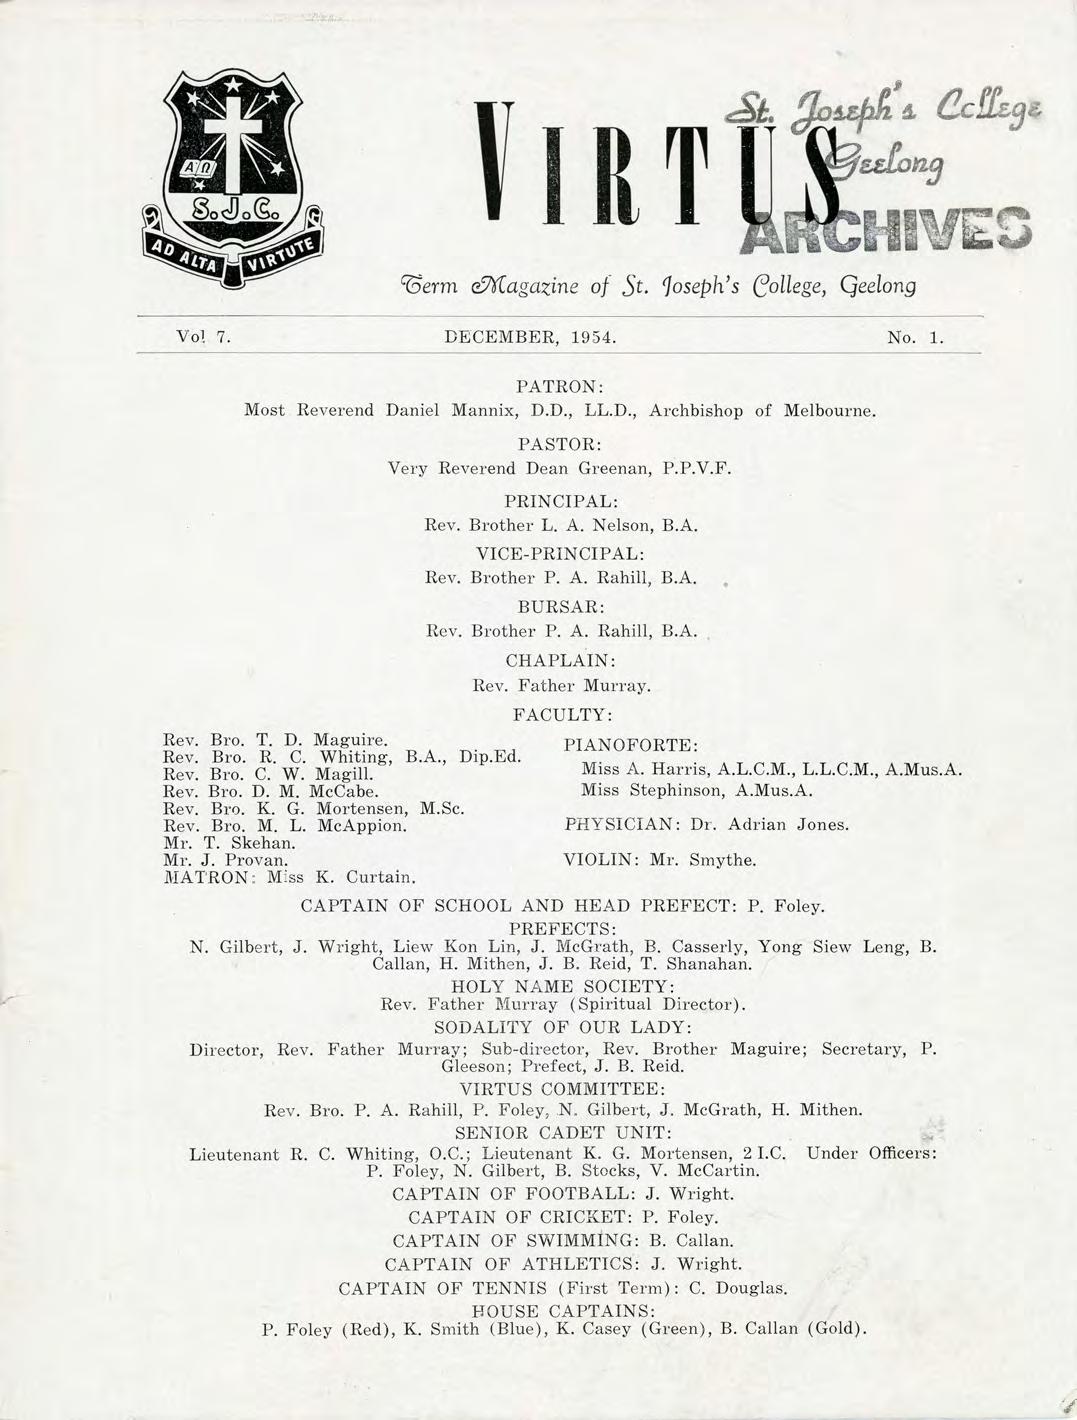 A Ω
S.J.C.
AD ALTA VIRTUTE
VIRTUS
St. Joseph's College
Geelong
ARCHIVES
Term Magazine of St. Joseph's College, Geelong
Vol 7. DECEMBER, 1954. No. 1.
PATRON:
Most Reverend Daniel Mannix, D.D., LL.D., Archbishop of Melbourne.
PASTOR:
Very Reverend Dean Greenan, P.P.V.F.
PRINCIPAL:
Rev. Brother L. A. Nelson, B.A.
VICE-PRINCIPAL:
Rev. Brother P. A. Rahill, B.A.
BURSAR:
Rev. Brother P. A. Rahill, B.A.
CHAPLAIN:
Rev. Father Murray.
FACULTY:
Rev. Bro. T. D. Maguire.
Rev. Bro. R. C. Whiting, B.A., Dip.Ed.
Rev. Bro. C. W. Magill.
Rev. Bro. D. M. McCabe.
Rev. Bro. K. G. Mortensen, M.Sc.
Rev. Bro. M. L. McAppion.
Mr. T. Skehan.
Mr. J. Provan.
MATRON: Miss K. Curtain.
PIANOFORTE:
Miss A. Harris, A.L.C.M., L.L.C.M., A.Mus.A.
Miss Stephinson, A.Mus.A.
PHYSICIAN: Dr. Adrian Jones.
VIOLIN: Mr. Smythe.
CAPTAIN OF SCHOOL AND HEAD PREFECT: P. Foley.
PREFECTS:
N. Gilbert, J. Wright, Liew Kon Lin, J. McGrath, B. Casserly, Yong Siew Leng, B.
Callan, H. Mithen, J. B. Reid, T. Shanahan.
HOLY NAME SOCIETY:
Rev. Father Murray (Spiritual Director).
SODALITY OF OUR LADY:
Director, Rev. Father Murray; Sub-director, Rev. Brother Maguire; Secretary, P.
Gleeson; Prefect, J. B. Reid.
VIRTUS COMMITTEE:
Rev. Bro. P. A. Rahill, P. Foley, N. Gilbert, J. McGrath, H. Mithen.
SENIOR CADET UNIT:
Lieutenant R. C. Whiting, O.C.; Lieutenant K. G. Mortensen, 2 I.C. Under Officers:
P. Foley, N. Gilbert, B. Stocks, V. McCartin.
CAPTAIN OF FOOTBALL: J. Wright.
CAPTAIN OF CRICKET: P. Foley.
CAPTAIN OF SWIMMING: B. Callan.
CAPTAIN OF ATHLETICS: J. Wright.
CAPTAIN OF TENNIS (First Term): C. Douglas.
HOUSE CAPTAINS:
P. Foley (Red), K. Smith (Blue), K. Casey (Green), B. Callan (Gold).